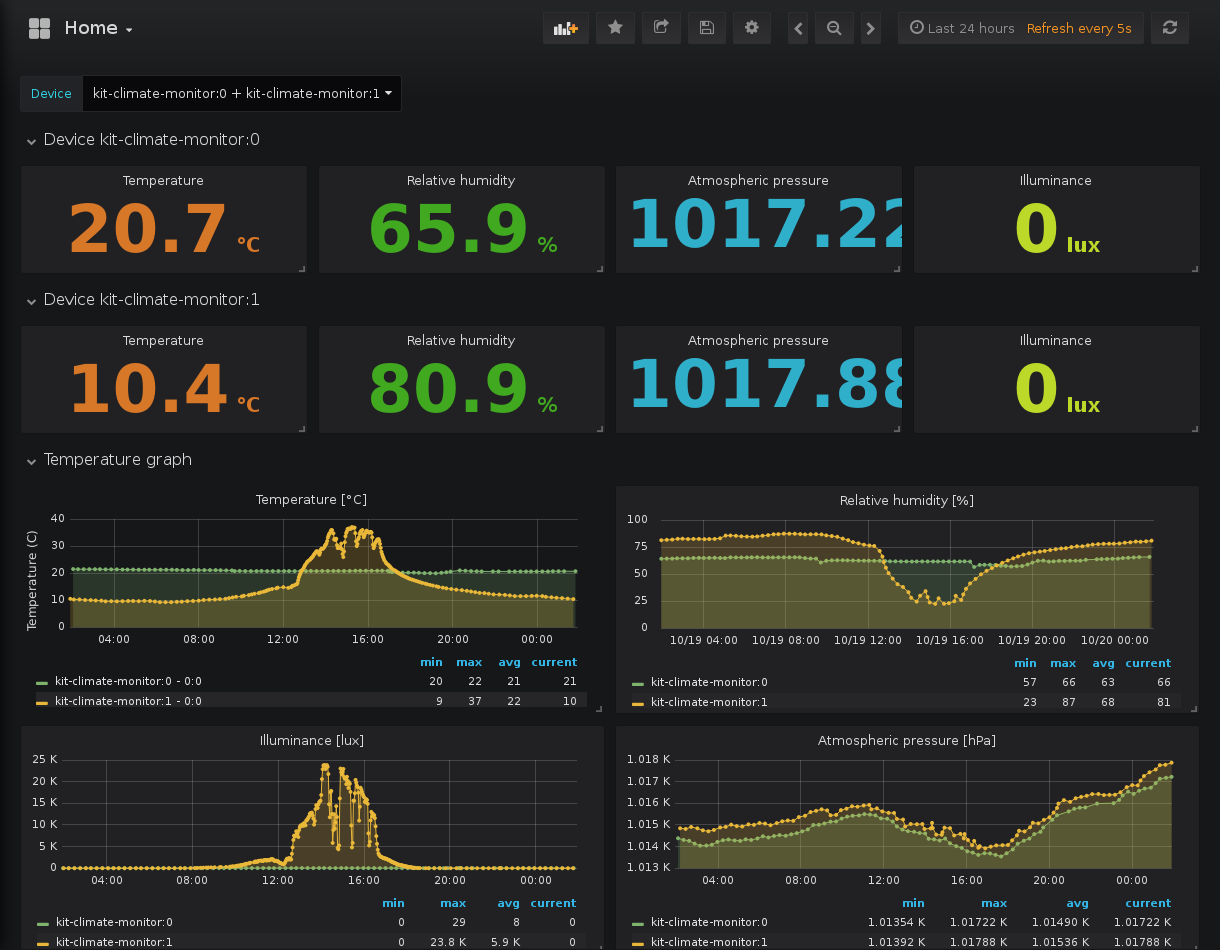 Home
Last 24 hours Refresh every 5s
Device kit-climate-monitor:0 + kit-climate-monitor:1
Device kit-climate-monitor:0
Temperature Relative humidity Atmospheric pressure Illuminance
20.7 °C 65.9 % 1017.22 0 lux
Device kit-climate-monitor:1
Temperature Relative humidity Atmospheric pressure Illuminance
10.4 °C 80.9 % 1017.88 0 lux
Temperature graph
Temperature [°C]
Temperature (C)
40
30
20
10
0
04:00 08:00 12:00 16:00 20:00 00:00
min max avg current
kit-climate-monitor:0 - 0:0 20 22 21 21
kit-climate-monitor:1 - 0:0 9 37 22 10
Relative humidity [%]
100
75
50
25
0
10/19 04:00 10/19 08:00 10/19 12:00 10/19 16:00 10/19 20:00 10/20 00:00
min max avg current
kit-climate-monitor:0 57 66 63 66
kit-climate-monitor:1 23 87 68 81
Illuminance [lux]
25 K
20 K
15 K
10 K
5 K
0
04:00 08:00 12:00 16:00 20:00 00:00
min max avg current
kit-climate-monitor:0 0 29 8 0
kit-climate-monitor:1 0 23.8 K 5.9 K 0
Atmospheric pressure [hPa]
1.018 K
1.017 K
1.016 K
1.015 K
1.014 K
1.013 K
04:00 08:00 12:00 16:00 20:00 00:00
min max avg current
kit-climate-monitor:0 1.01354 K 1.01722 K 1.01490 K 1.01722 K
kit-climate-monitor:1 1.01392 K 1.01788 K 1.01536 K 1.01788 K